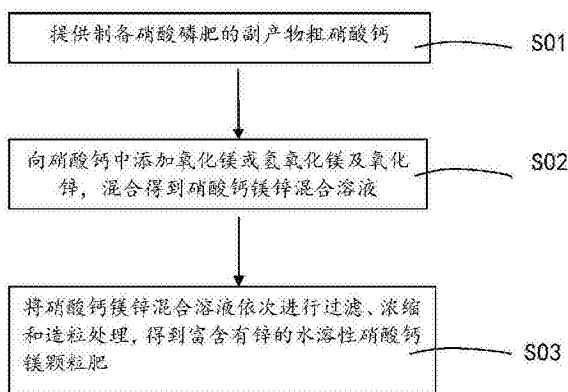 提供制备硝酸磷肥的副产物粗硝酸钙
S01
向硝酸钙中添加氧化镁或氢氧化镁及氧化
锌，混合得到硝酸钙镁锌混合溶液
S02
将硝酸钙镁锌混合溶液依次进行过滤、浓缩
和造粒处理，得到富含有锌的水溶性硝酸钙
镁颗粒肥
S03